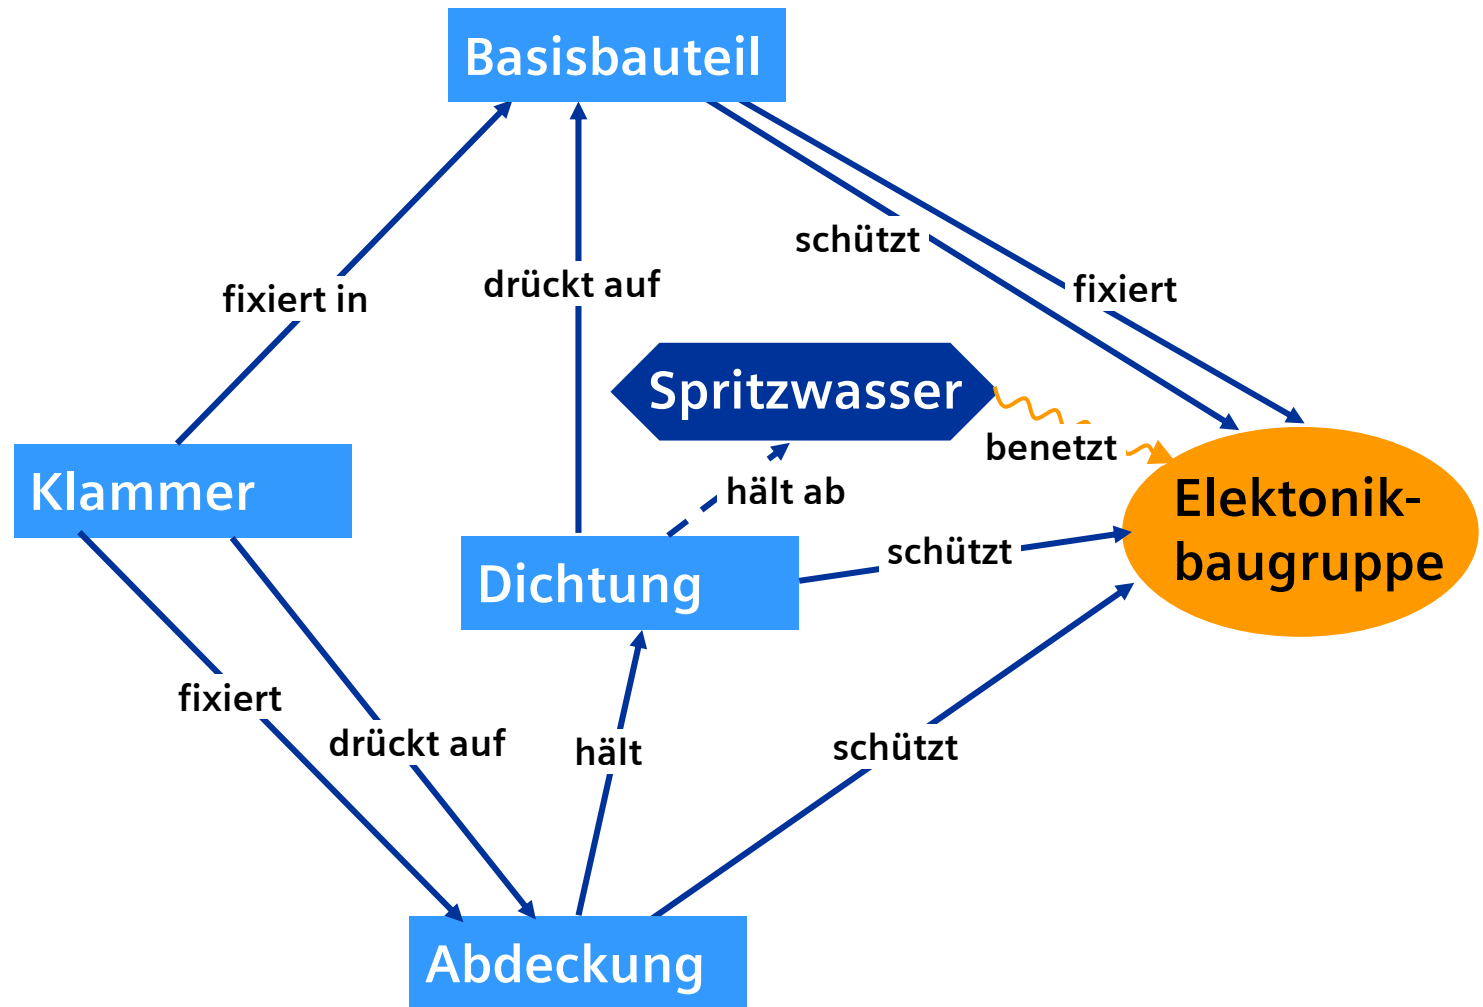 Basisbauteil
schützt
drückt auf
fixiert
fixiert in
Spritzwasser
benetzt
Klammer
hält ab
Elektonik-
baugruppe
schützt
Dichtung
fixiert
drückt auf
hält
schützt
Abdeckung